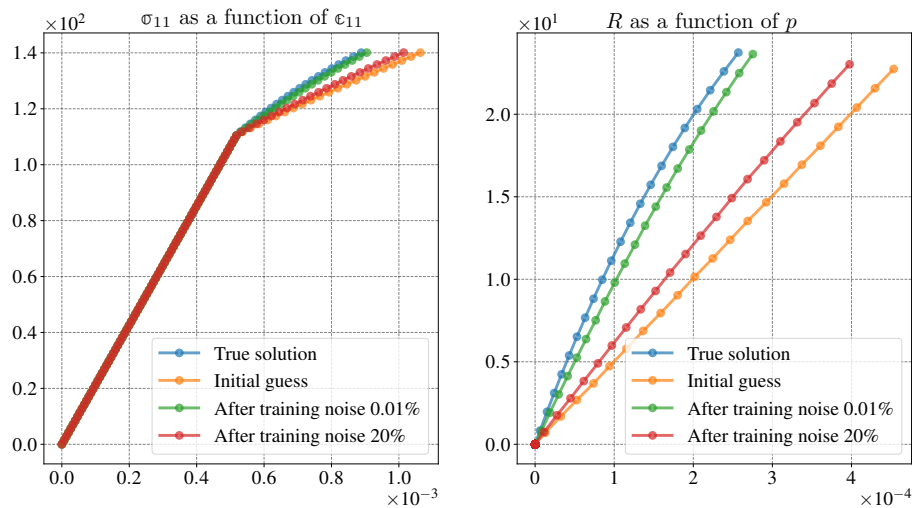 σ₁₁ as a function of ε₁₁
×10²
1.4
1.2
1.0
0.8
0.6
0.4
0.2
0.0
0.0 0.2 0.4 0.6 0.8 1.0
×10⁻³
True solution
Initial guess
After training noise 0.01%
After training noise 20%
R as a function of p
×10¹
2.0
1.5
1.0
0.5
0.0
0 1 2 3 4
×10⁻⁴
True solution
Initial guess
After training noise 0.01%
After training noise 20%